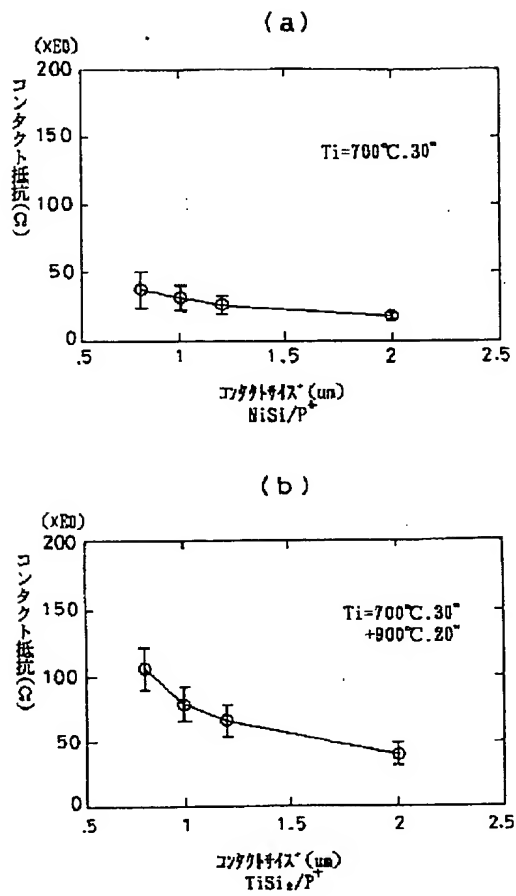 (a)
(×E0)
200
150
100
50
0
コンタクト抵抗(Ω)
Ti=700℃.30"
.5
1
1.5
2
2.5
コンタクトサイズ(um)
NiSi/P+
(b)
(×E0)
200
150
100
50
0
コンタクト抵抗(Ω)
Ti=700℃.30"
+900℃.20"
.5
1
1.5
2
2.5
コンタクトサイズ(um)
TiSi₂/P+